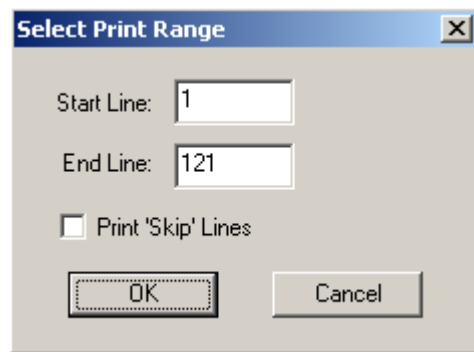 Select Print Range
Start Line: 1
End Line: 121
Print 'Skip' Lines
OK Cancel